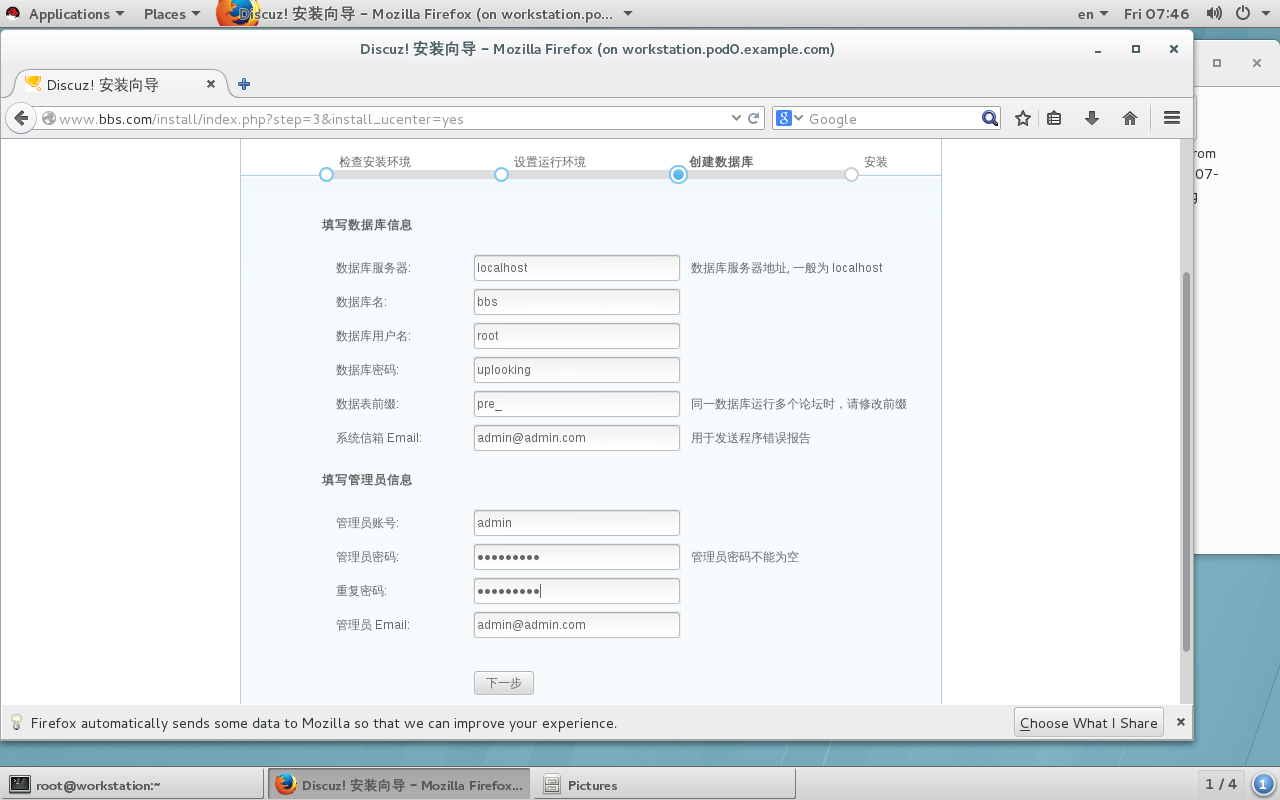 Applications Places Discuz! 安装向导 - Mozilla Firefox (on workstation.po... en Fri 07:46
Discuz! 安装向导 - Mozilla Firefox (on workstation.pod0.example.com)
Discuz! 安装向导
www.bbs.com/install/index.php?step=3&install_ucenter=yes Google
检查安装环境 设置运行环境 创建数据库 安装
rom
07-
填写数据库信息
数据库服务器: localhost 数据库服务器地址, 一般为 localhost
数据库名: bbs
数据库用户名: root
数据库密码: uplooking
数据表前缀: pre_ 同一数据库运行多个论坛时，请修改前缀
系统信箱 Email: admin@admin.com 用于发送程序错误报告
填写管理员信息
管理员账号: admin
管理员密码: ●●●●●●●●● 管理员密码不能为空
重复密码: ●●●●●●●●●
管理员 Email: admin@admin.com
下一步
Firefox automatically sends some data to Mozilla so that we can improve your experience. Choose What I Share
root@workstation:~ Discuz! 安装向导 - Mozilla Firefox... Pictures 1 / 4 1